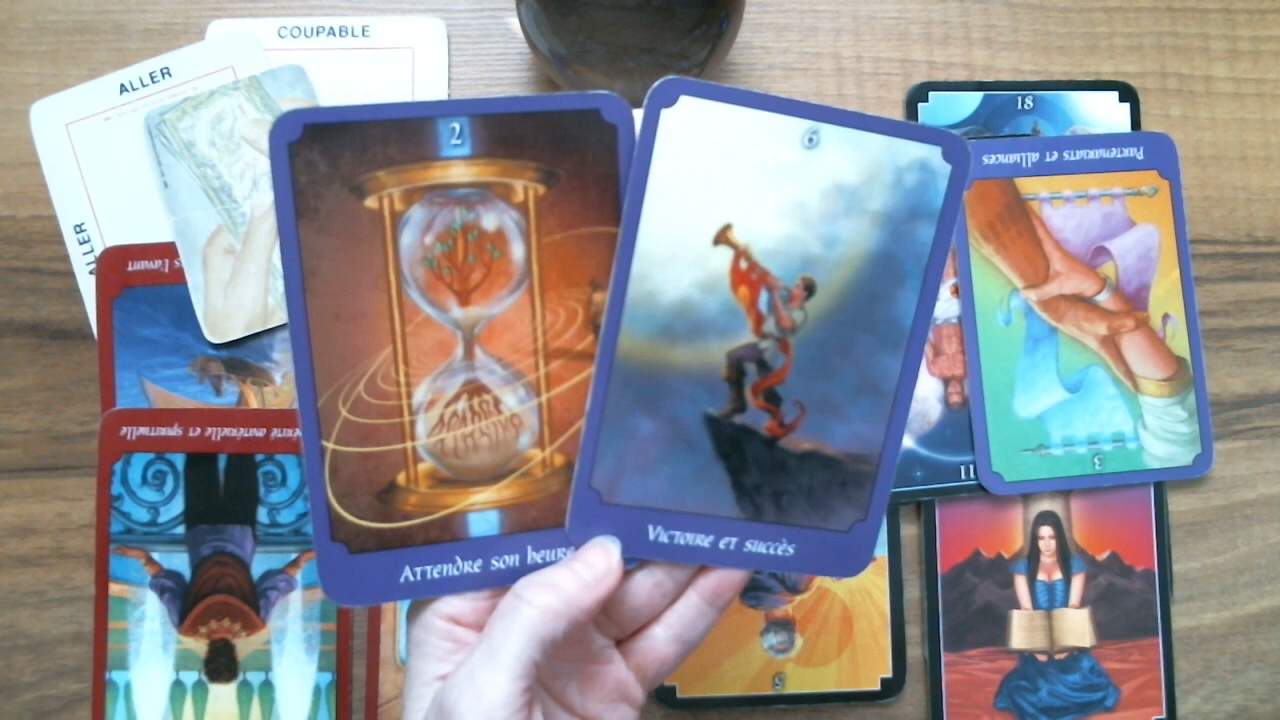 COUPABLE
ALLER
ALLER
2
6
18
Partenariats et alliances
3
11
5
Attendre son heure
Victoire et succès